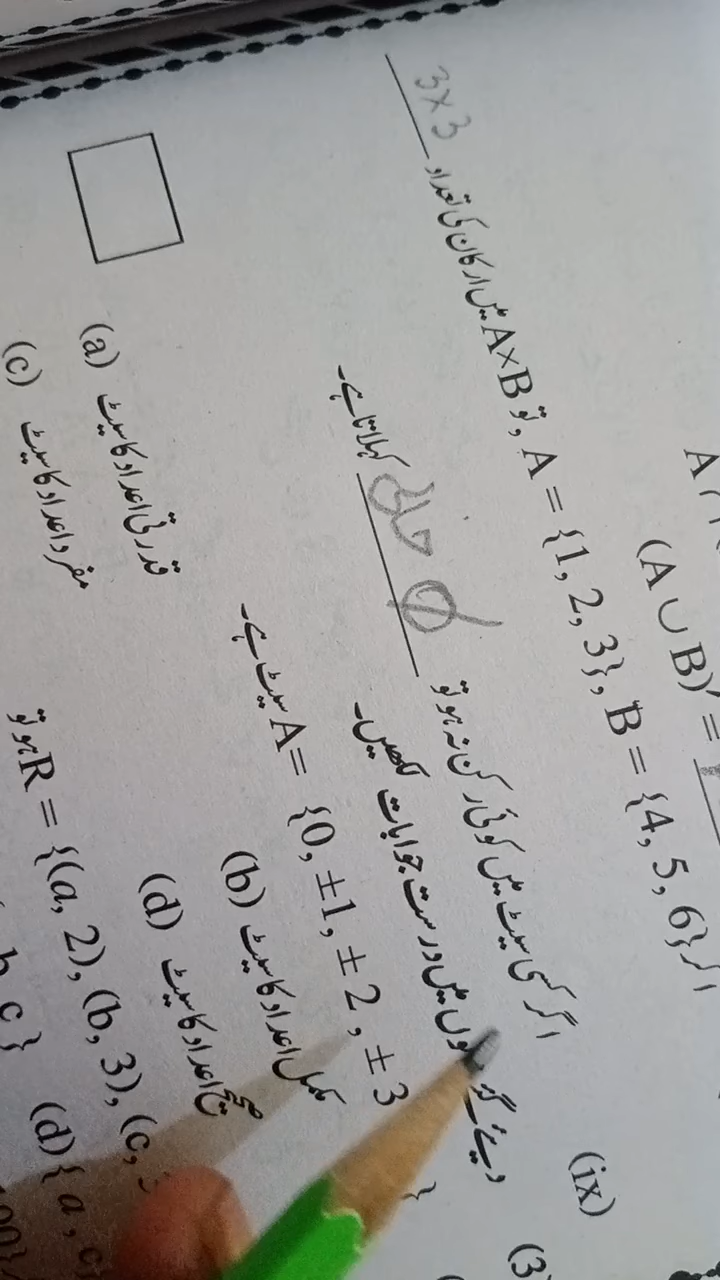 (A ∪ B)′ =
(ix) اگر A = {1, 2, 3}, B = {4, 5, 6}, تو A×B میں ارکان کی تعداد 3×3
اگر کسی سیٹ میں کوئی رکن نہ ہو تو ϕ خالی کہلاتا ہے۔
دیئے گئے میں درست جوابات لکھیں۔
A = {0, ±1, ±2, ±3 } سیٹ ہے۔
(a) قدرتی اعداد کا سیٹ (b) مکمل اعداد کا سیٹ
(c) مفرد اعداد کا سیٹ (d) صحیح اعداد کا سیٹ
R = {(a, 2), (b, 3), (c, ہو تو
b c } (d) { a , c